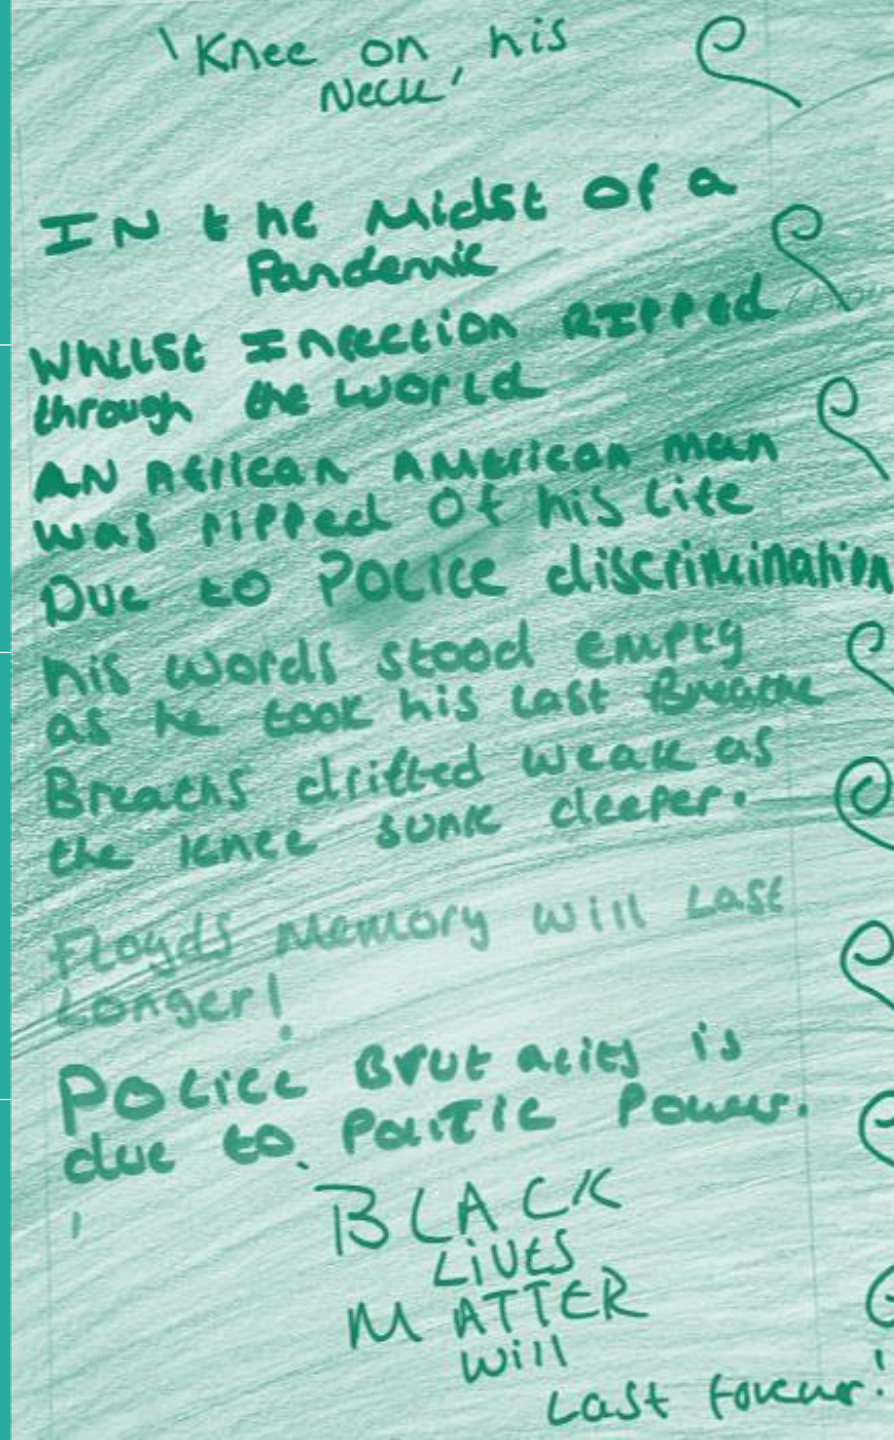 'Knee on his
Neck'
IN the Midst of a
Pandemic
Whilst Infection RIPPed
through the world
AN African American man
was ripped Of his life
Due to Police discrimination
his words stood empty
as he took his last Breathe
Breaths drifted weak as
the knee sunk deeper.
Floyds Memory will Last
Longer!
Police Brutality is
due to Politic Power.
BLACK
LiVES
MATTER
will
Last forever!